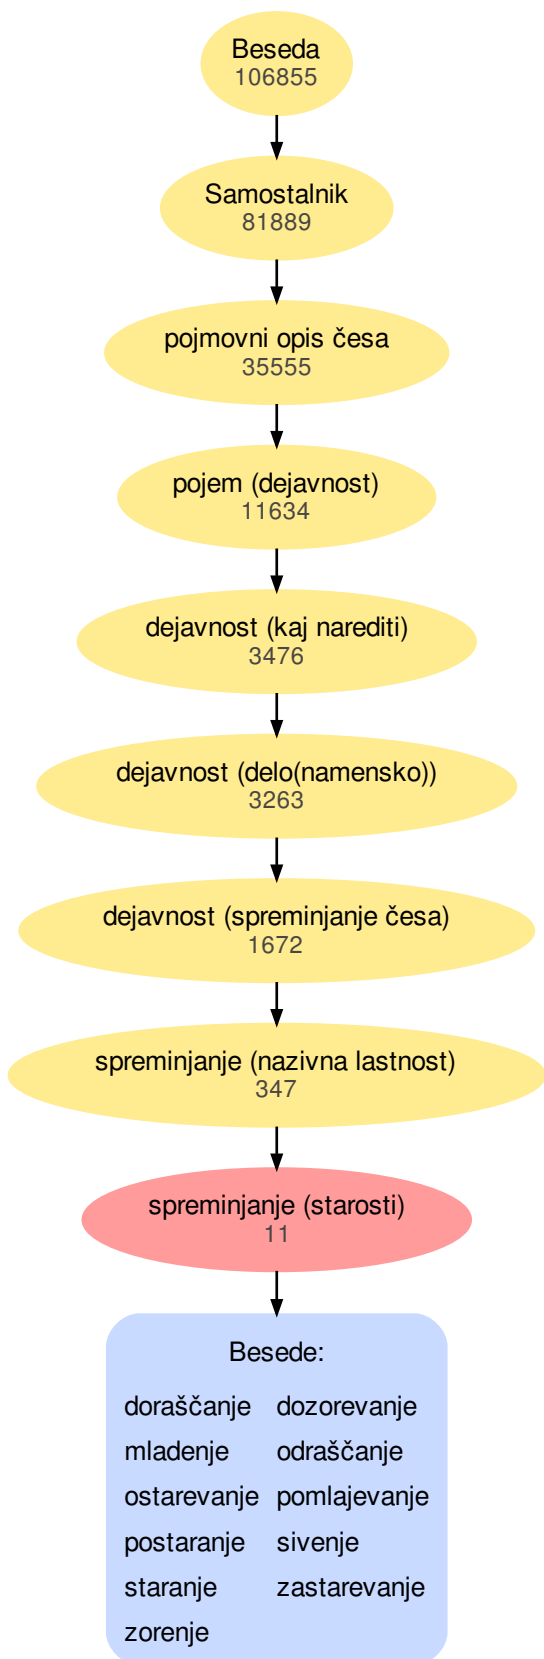 Beseda
106855
Samostalnik
81889
pojmovni opis česa
35555
pojem (dejavnost)
11634
dejavnost (kaj narediti)
3476
dejavnost (delo(namensko))
3263
dejavnost (spreminjanje česa)
1672
spreminjanje (nazivna lastnost)
347
spreminjanje (starosti)
11
Besede:
doraščanje dozorevanje
mladenje odraščanje
ostarevanje pomlajevanje
postaranje sivenje
staranje zastarevanje
zorenje